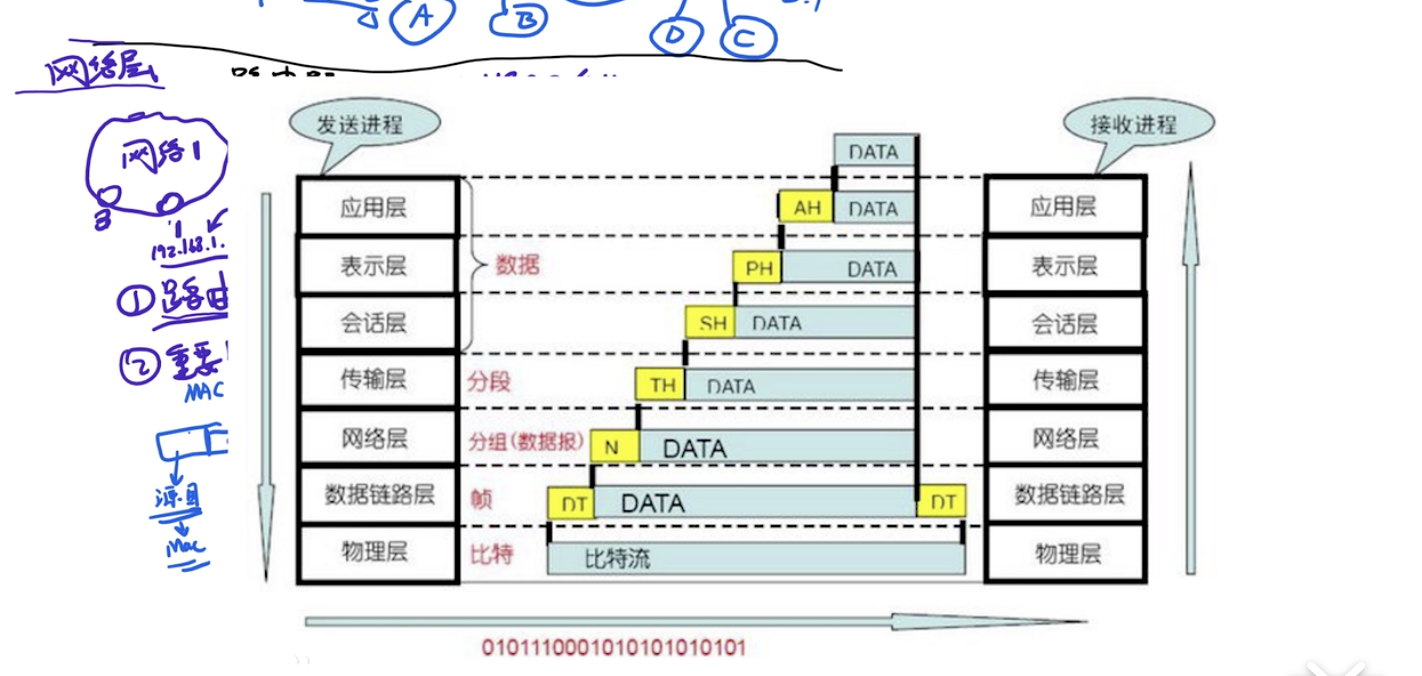 A B D C
网络层
发送进程
接收进程
网络1
DATA
应用层
AH DATA
应用层
B
192.168.1.
表示层
数据
PH DATA
表示层
① 路由
会话层
SH DATA
会话层
② 重要
MAC
传输层
分段
TH DATA
传输层
网络层
分组(数据报)
N DATA
网络层
源.目
Mac
数据链路层
帧
DT DATA DT
数据链路层
物理层
比特
比特流
物理层
0101110001010101010101